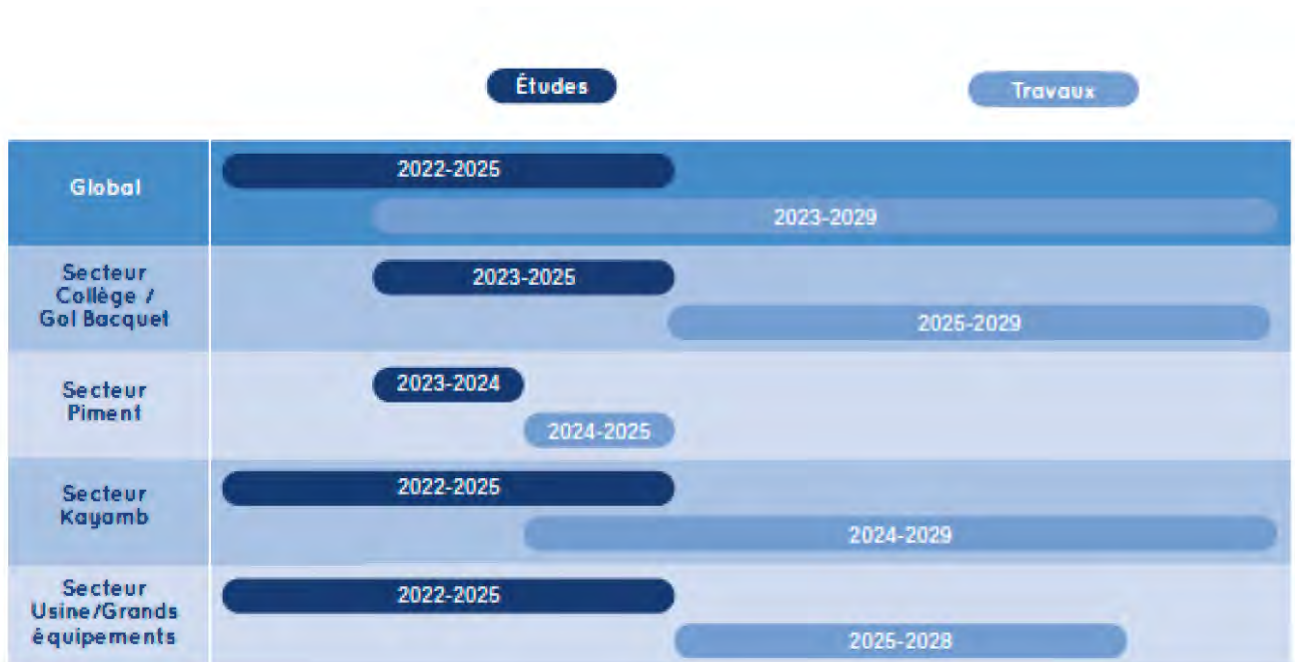 Études
Travaux
Global
2022-2025
2023-2029
Secteur
Collège /
Gol Bacquet
2023-2025
2025-2029
Secteur
Piment
2023-2024
2024-2025
Secteur
Kayamb
2022-2025
2024-2029
Secteur
Usine/Grands
équipements
2022-2025
2025-2028